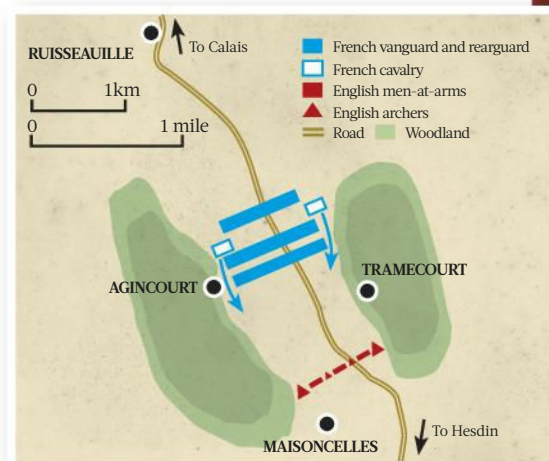 RUISSEAUILLE
To Calais
0 1km
0 1 mile
French vanguard and rearguard
French cavalry
English men-at-arms
English archers
Road Woodland
AGINCOURT
TRAMECOURT
MAISONCELLES
To Hesdin